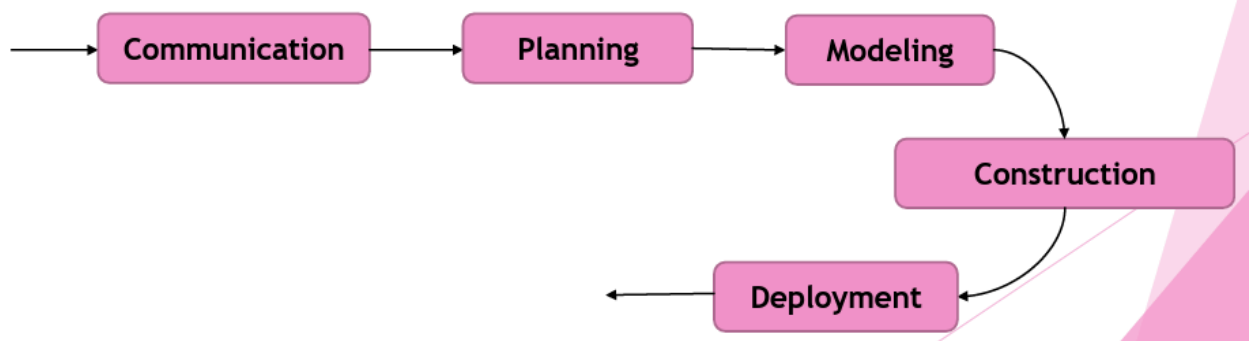 Communication
Planning
Modeling
Construction
Deployment